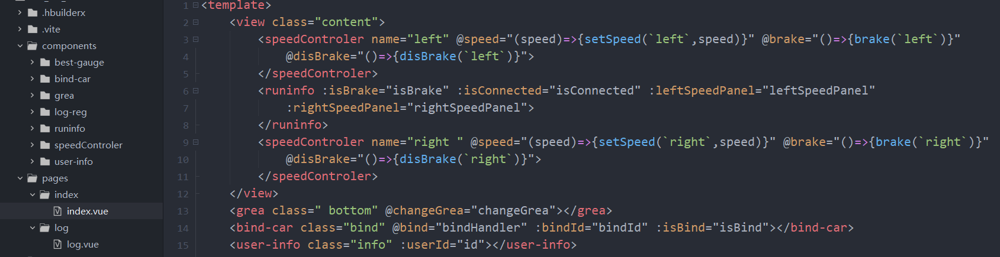 .hbuilderx
.vite
components
best-gauge
bind-car
grea
log-reg
runinfo
speedControler
user-info
pages
index
index.vue
log
log.vue
1 <template>
2 <view class="content">
3 <speedControler name="left" @speed="(speed)=>{setSpeed(`left`,speed)}" @brake="()=>{brake(`left`)}"
4 @disBrake="()=>{disBrake(`left`)}">
5 </speedControler>
6 <runinfo :isBrake="isBrake" :isConnected="isConnected" :leftSpeedPanel="leftSpeedPanel"
7 :rightSpeedPanel="rightSpeedPanel">
8 </runinfo>
9 <speedControler name="right " @speed="(speed)=>{setSpeed(`right`,speed)}" @brake="()=>{brake(`right`)}"
10 @disBrake="()=>{disBrake(`right`)}">
11 </speedControler>
12 </view>
13 <grea class=" bottom" @changeGrea="changeGrea"></grea>
14 <bind-car class="bind" @bind="bindHandler" :bindId="bindId" :isBind="isBind"></bind-car>
15 <user-info class="info" :userId="id"></user-info>